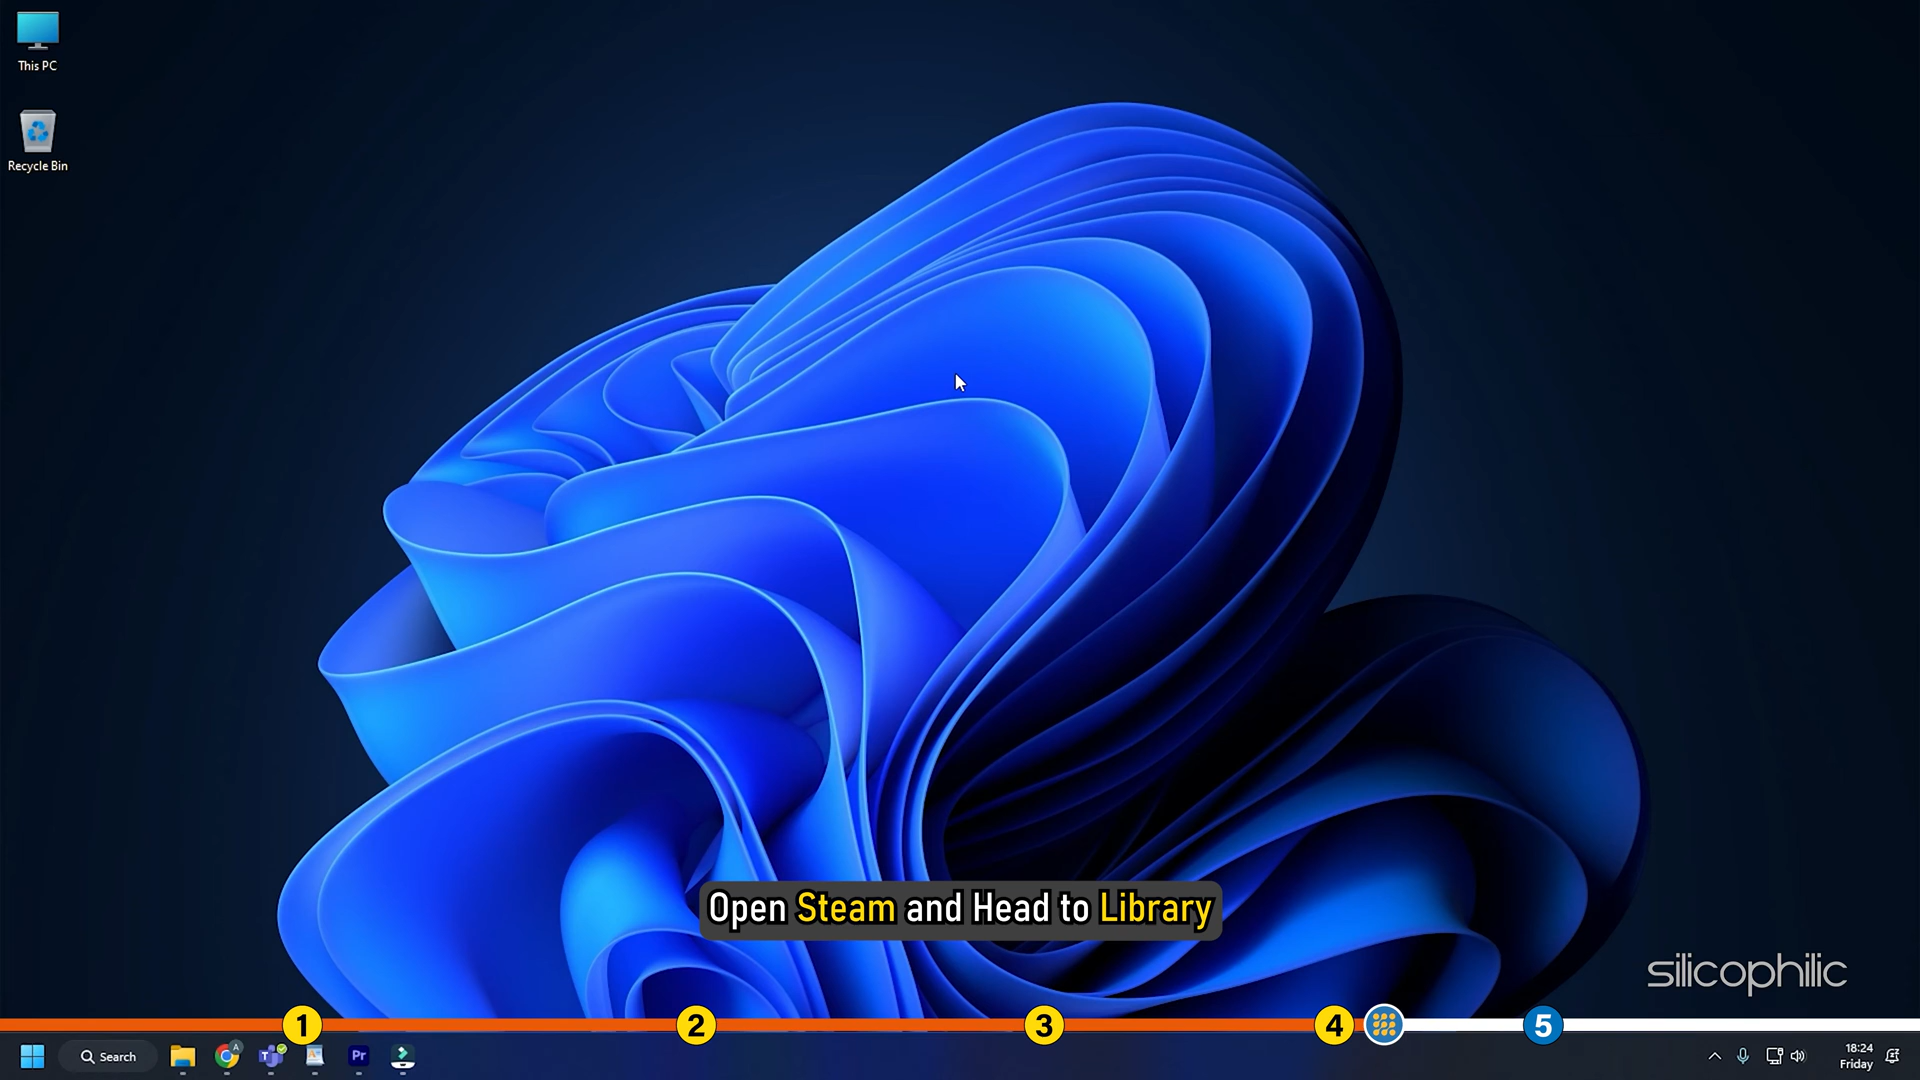 This PC
Recycle Bin
Open Steam and Head to Library
silicophilic
1 2 3 4 5
Search
A
Pr
18:24
Friday